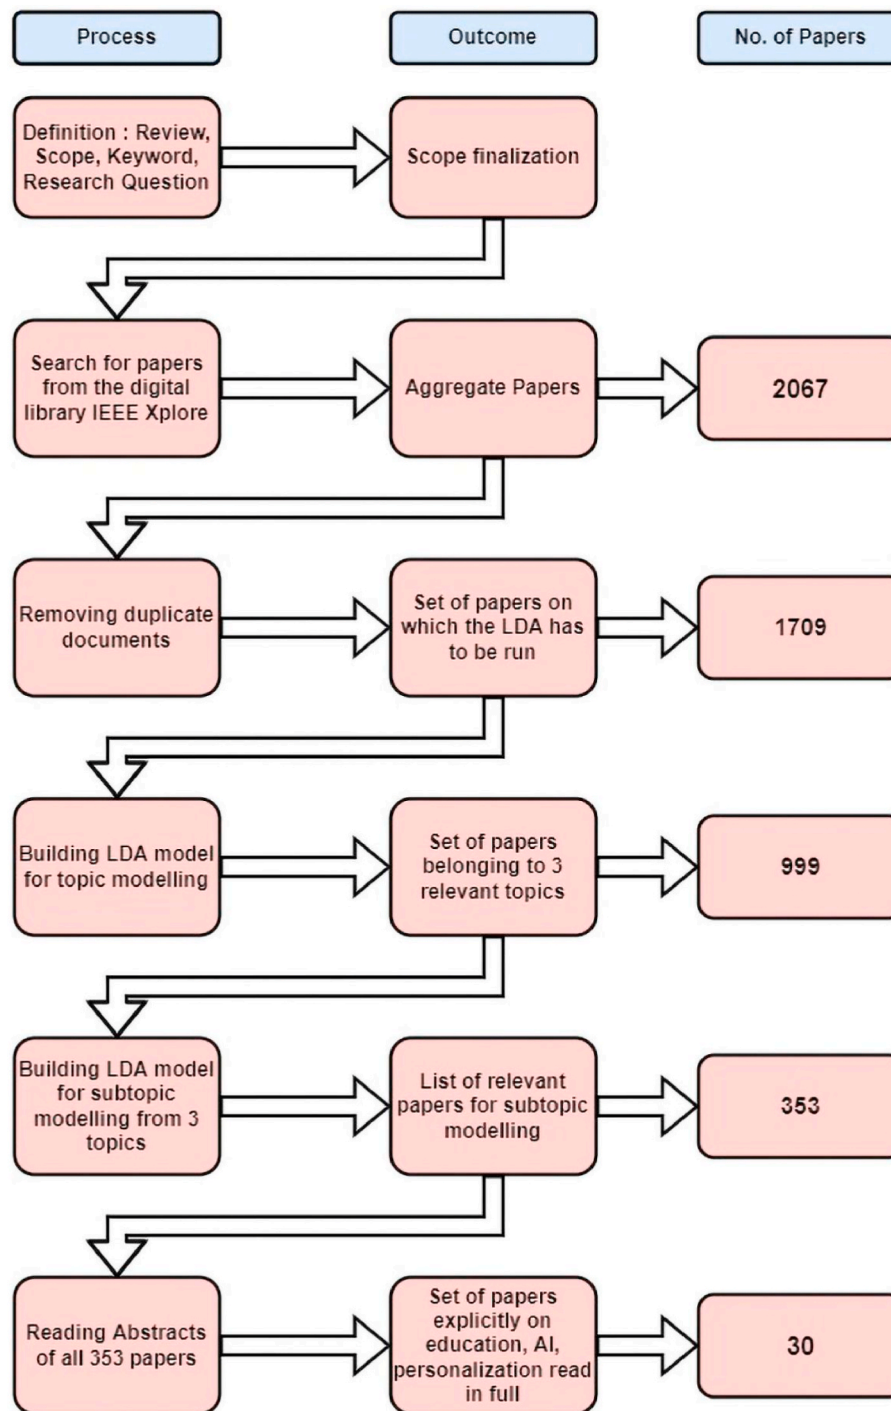 Process
Outcome
No. of Papers
Definition : Review,
Scope, Keyword,
Research Question
Scope finalization
Search for papers
from the digital
library IEEE Xplore
Aggregate Papers
2067
Removing duplicate
documents
Set of papers on
which the LDA has
to be run
1709
Building LDA model
for topic modelling
Set of papers
belonging to 3
relevant topics
999
Building LDA model
for subtopic
modelling from 3
topics
List of relevant
papers for subtopic
modelling
353
Reading Abstracts
of all 353 papers
Set of papers
explicitly on
education, AI,
personalization read
in full
30